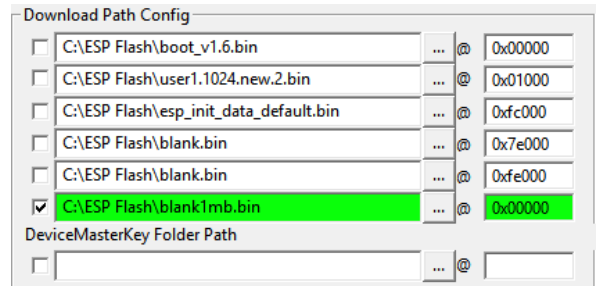 Download Path Config
C:\ESP Flash\boot_v1.6.bin ... @ 0x00000
C:\ESP Flash\user1.1024.new.2.bin ... @ 0x01000
C:\ESP Flash\esp_init_data_default.bin ... @ 0xfc000
C:\ESP Flash\blank.bin ... @ 0x7e000
C:\ESP Flash\blank.bin ... @ 0xfe000
C:\ESP Flash\blank1mb.bin ... @ 0x00000
DeviceMasterKey Folder Path
... @